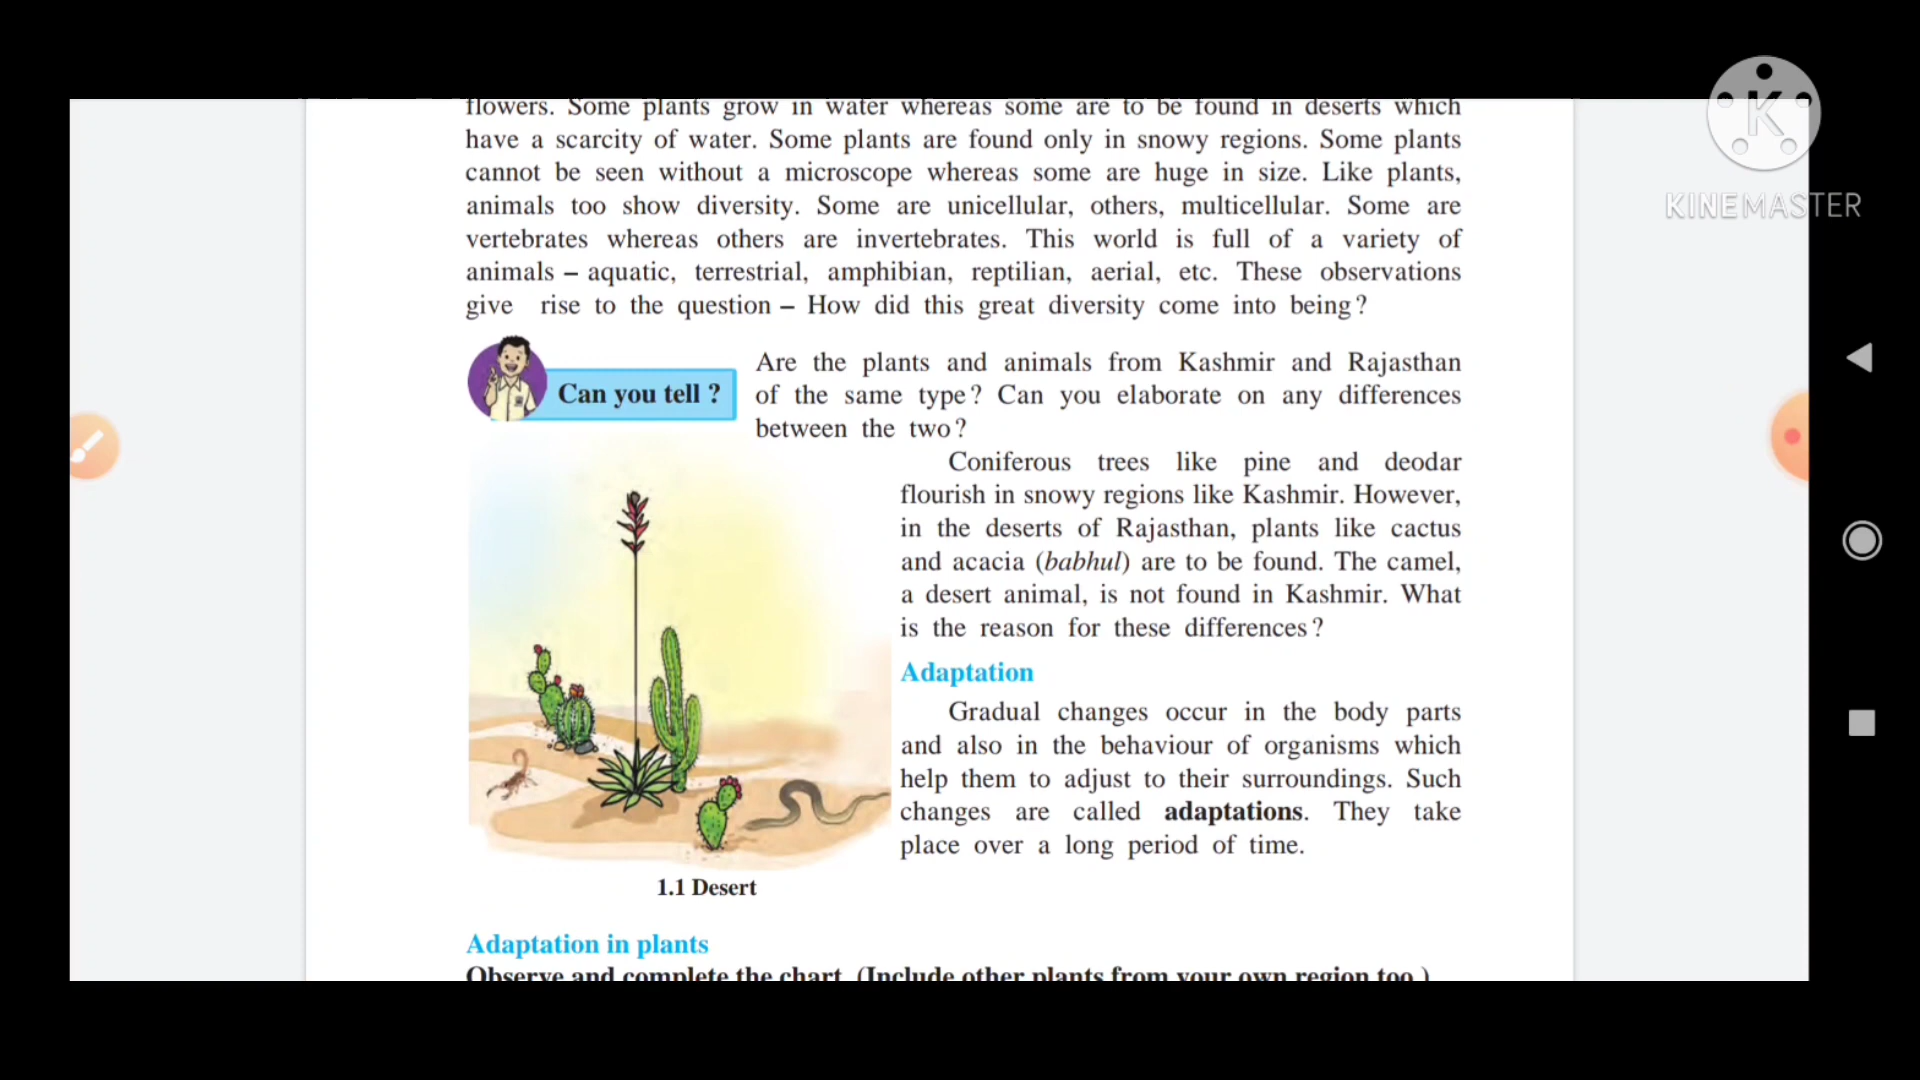 flowers. Some plants grow in water whereas some are to be found in deserts which
have a scarcity of water. Some plants are found only in snowy regions. Some plants
cannot be seen without a microscope whereas some are huge in size. Like plants,
animals too show diversity. Some are unicellular, others, multicellular. Some are
vertebrates whereas others are invertebrates. This world is full of a variety of
animals – aquatic, terrestrial, amphibian, reptilian, aerial, etc. These observations
give rise to the question – How did this great diversity come into being?
Can you tell ?
Are the plants and animals from Kashmir and Rajasthan
of the same type? Can you elaborate on any differences
between the two?
Coniferous trees like pine and deodar
flourish in snowy regions like Kashmir. However,
in the deserts of Rajasthan, plants like cactus
and acacia (babhul) are to be found. The camel,
a desert animal, is not found in Kashmir. What
is the reason for these differences?
Adaptation
Gradual changes occur in the body parts
and also in the behaviour of organisms which
help them to adjust to their surroundings. Such
changes are called adaptations. They take
place over a long period of time.
1.1 Desert
Adaptation in plants
Observe and complete the chart. (Include other plants from your own region too.)
K
KINEMASTER